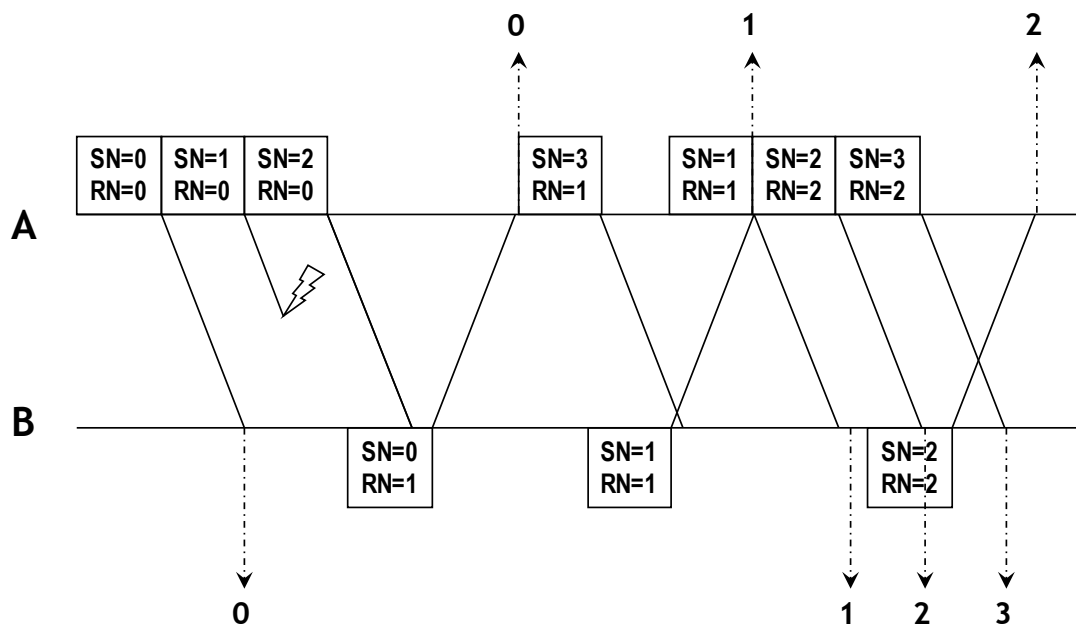 0 1 2
SN=0 SN=1 SN=2 SN=3 SN=1 SN=2 SN=3
RN=0 RN=0 RN=0 RN=1 RN=1 RN=2 RN=2
A
B
SN=0 SN=1 SN=2
RN=1 RN=1 RN=2
0 1 2 3